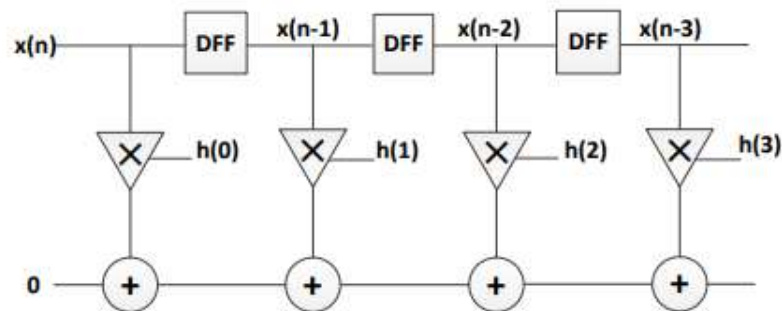 x(n) DFF x(n-1) DFF x(n-2) DFF x(n-3)
× h(0) × h(1) × h(2) × h(3)
0 + + + +